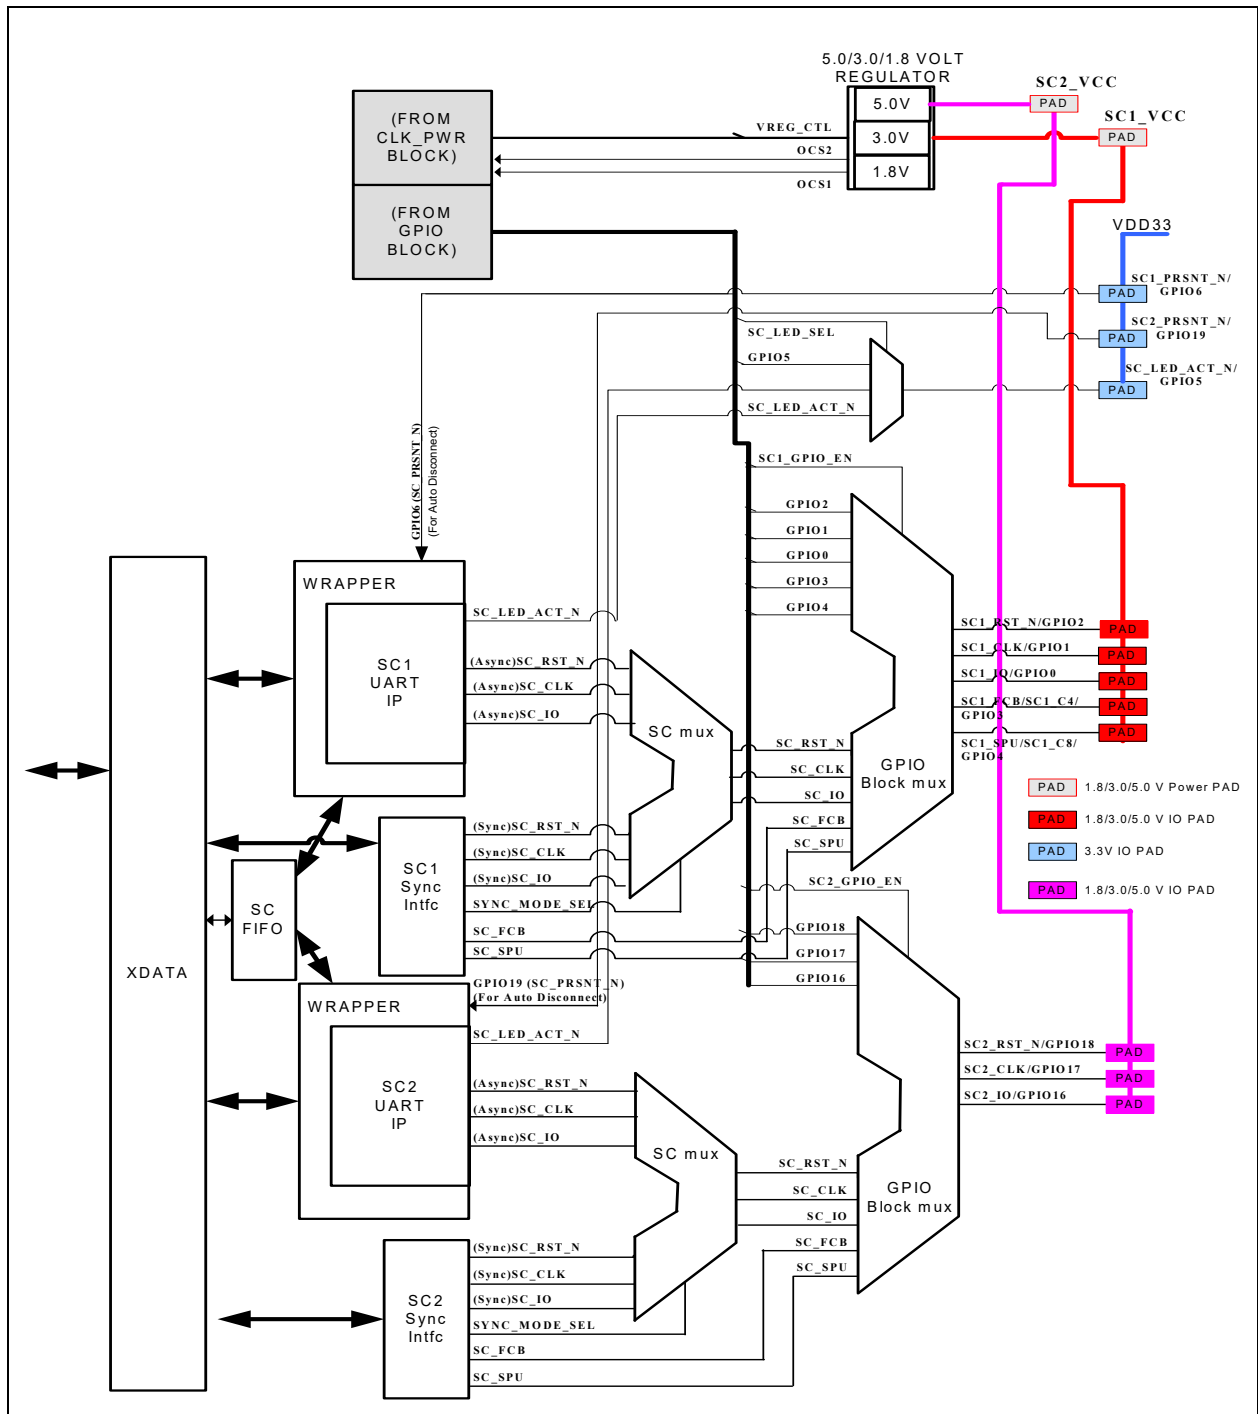 5.0/3.0/1.8 VOLT
REGULATOR
SC2_VCC
PAD
SC1_VCC
PAD
5.0V
3.0V
1.8V
(FROM
CLK_PWR
BLOCK)
VREG_CTL
OCS2
OCS1
(FROM
GPIO
BLOCK)
VDD33
SC1_PRSNT_N/
GPIO6
PAD
SC2_PRSNT_N/
GPIO19
PAD
SC_LED_ACT_N/
GPIO5
PAD
SC_LED_SEL
GPIO5
SC_LED_ACT_N
GPIO6 (SC_PRSNT_N)
(For Auto Disconnect)
SC1_GPIO_EN
GPIO2
GPIO1
GPIO0
GPIO3
GPIO4
WRAPPER
SC1
UART
IP
SC_LED_ACT_N
(Async)SC_RST_N
(Async)SC_CLK
(Async)SC_IO
SC mux
SC_RST_N
SC_CLK
SC_IO
SC_FCB
SC_SPU
GPIO
Block mux
SC1_RST_N/GPIO2
PAD
SC1_CLK/GPIO1
PAD
SC1_IO/GPIO0
PAD
SC1_FCB/SC1_C4/
GPIO3
PAD
SC1_SPU/SC1_C8/
GPIO4
PAD
PAD 1.8/3.0/5.0 V Power PAD
PAD 1.8/3.0/5.0 V IO PAD
PAD 3.3V IO PAD
PAD 1.8/3.0/5.0 V IO PAD
SC1
Sync
Intfc
(Sync)SC_RST_N
(Sync)SC_CLK
(Sync)SC_IO
SYNC_MODE_SEL
SC_FCB
SC_SPU
SC
FIFO
XDATA
SC2_GPIO_EN
GPIO18
GPIO17
GPIO16
GPIO19 (SC_PRSNT_N)
(For Auto Disconnect)
WRAPPER
SC2
UART
IP
SC_LED_ACT_N
(Async)SC_RST_N
(Async)SC_CLK
(Async)SC_IO
SC mux
SC_RST_N
SC_CLK
SC_IO
SC_FCB
SC_SPU
GPIO
Block mux
SC2_RST_N/GPIO18
PAD
SC2_CLK/GPIO17
PAD
SC2_IO/GPIO16
PAD
SC2
Sync
Intfc
(Sync)SC_RST_N
(Sync)SC_CLK
(Sync)SC_IO
SYNC_MODE_SEL
SC_FCB
SC_SPU